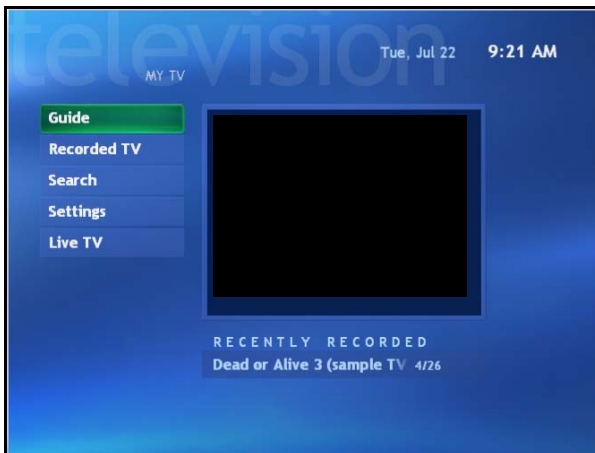 television
Tue, Jul 22 9:21 AM
MY TV
Guide
Recorded TV
Search
Settings
Live TV
RECENTLY RECORDED
Dead or Alive 3 (sample TV 4/26